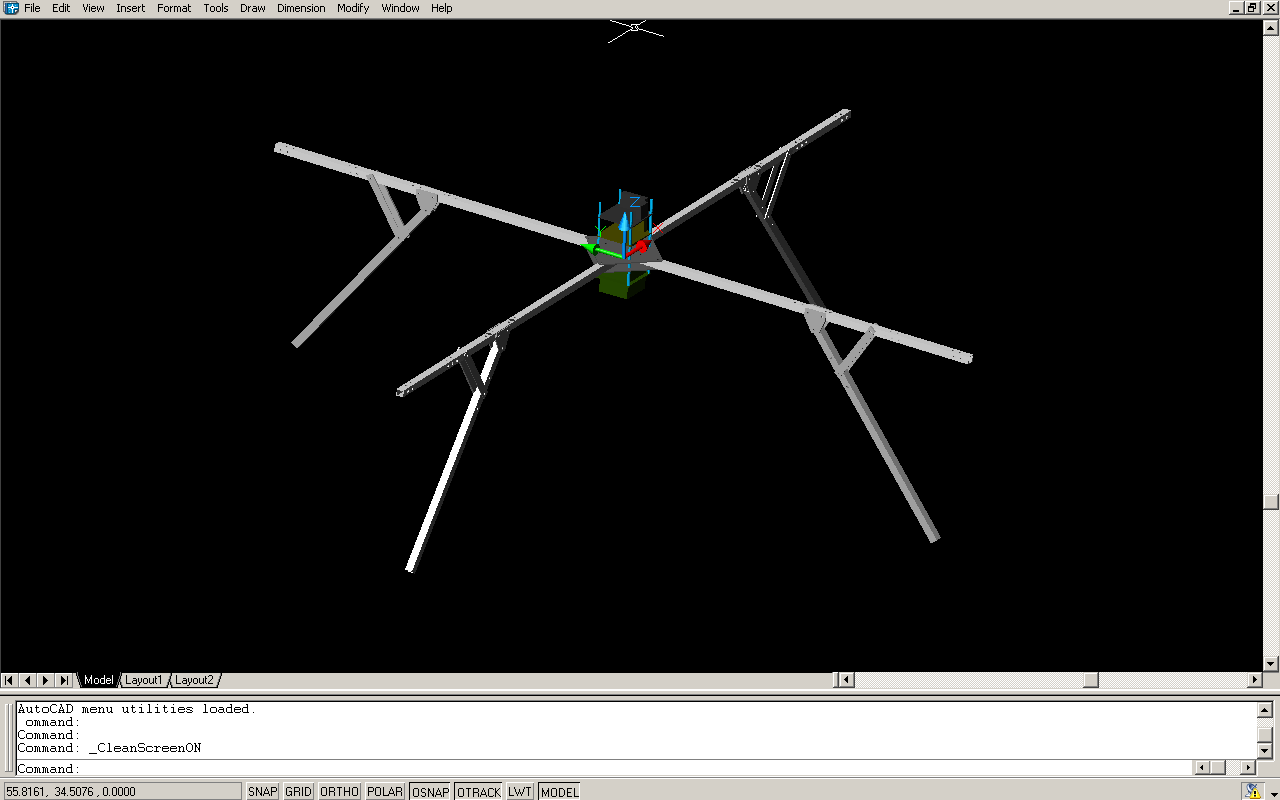 File Edit View Insert Format Tools Draw Dimension Modify Window Help
Z
Model Layout1 Layout2
AutoCAD menu utilities loaded.
ommand:
Command:
Command: _CleanScreenON
Command:
55.8161, 34.5076 , 0.0000 SNAP GRID ORTHO POLAR OSNAP OTRACK LWT MODEL